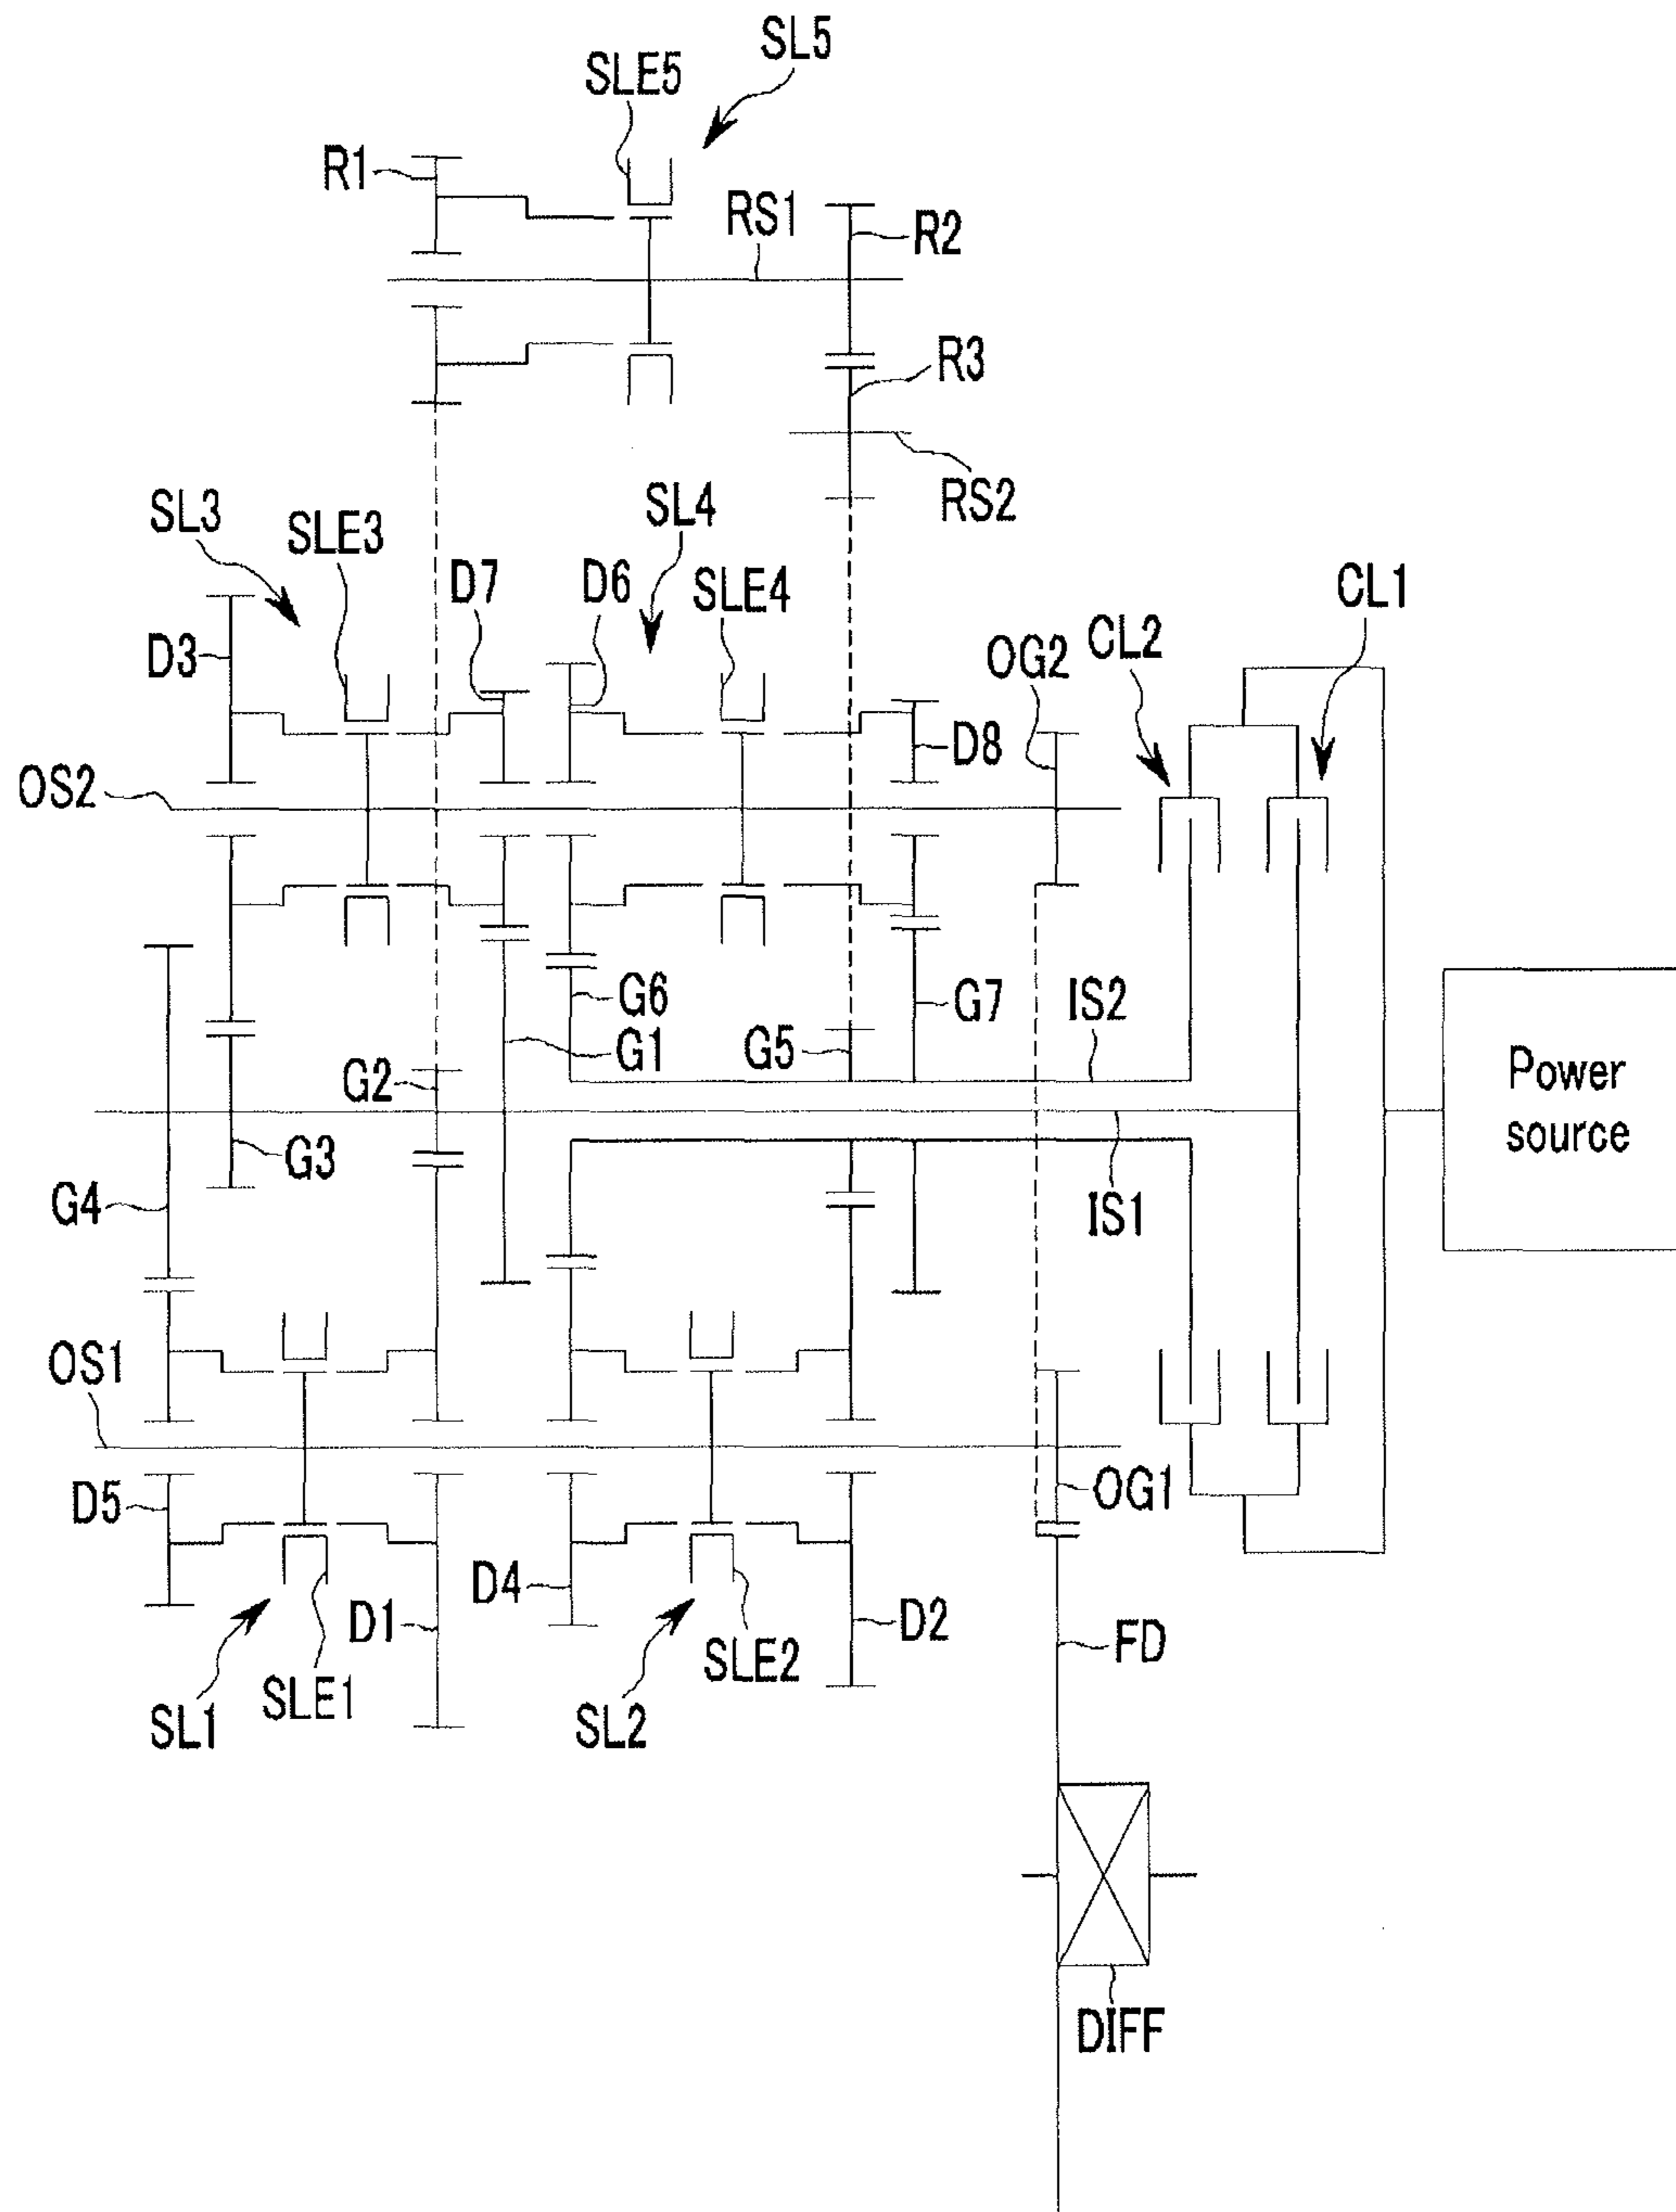 SL5
SLE5
R1
RS1
R2
R3
RS2
SL3
SLE3
SL4
D7
D6
SLE4
CL1
D3
OG2
CL2
D8
OS2
G6
G7
IS2
G1
G5
G2
Power
source
G3
G4
IS1
OS1
D5
OG1
D4
D1
D2
FD
SLE2
SLE1
SL1
SL2
DIFF